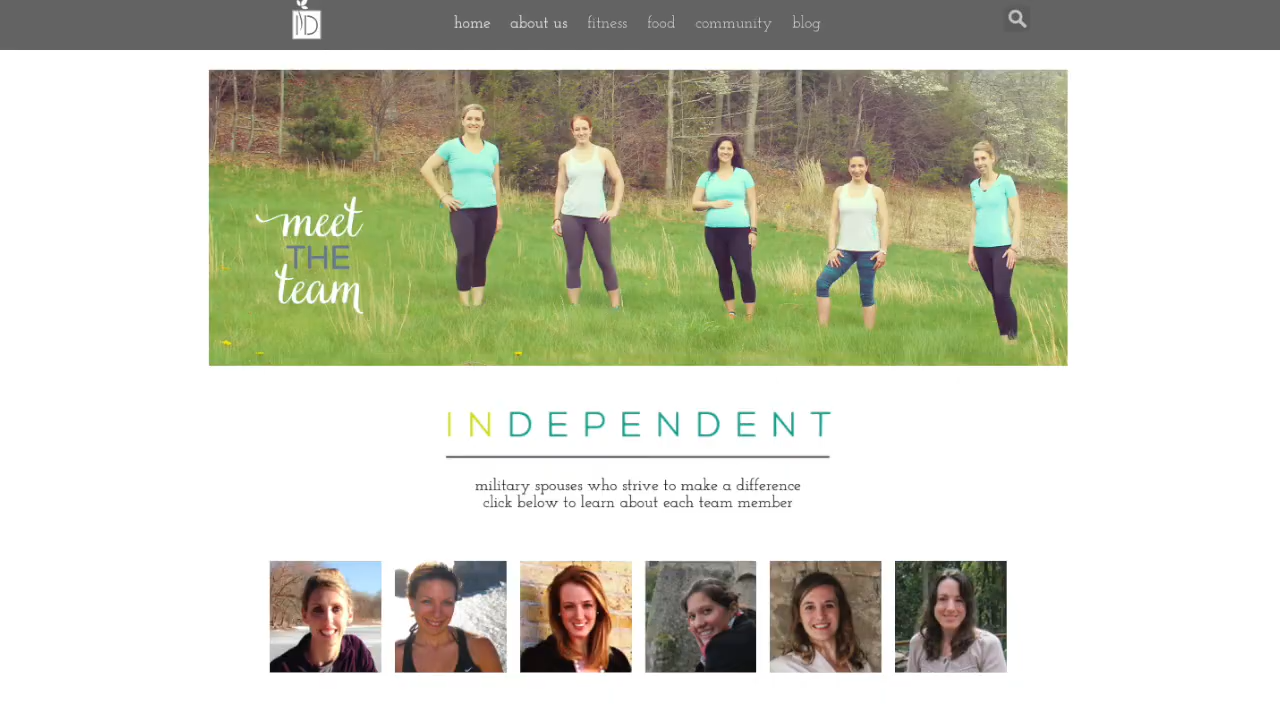 ND
home about us fitness food community blog
meet
THE
team
INDEPENDENT
military spouses who strive to make a difference
click below to learn about each team member